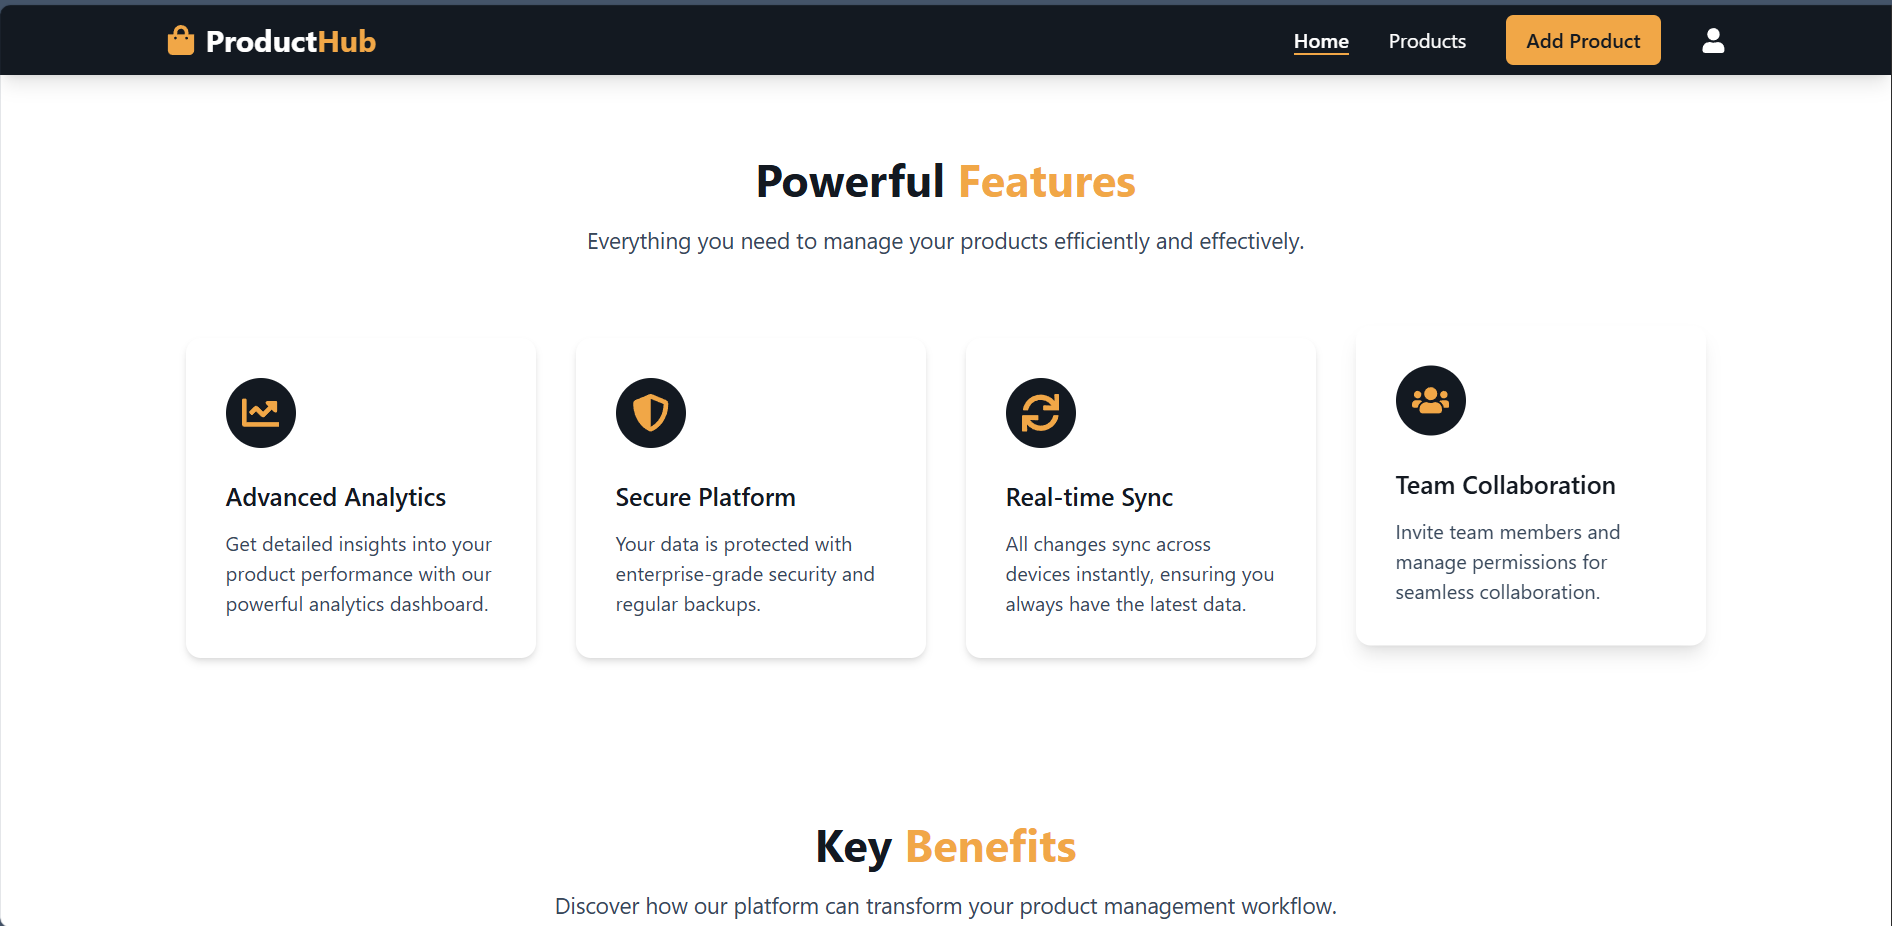 ProductHub
Home
Products
Add Product
Powerful Features
Everything you need to manage your products efficiently and effectively.
Advanced Analytics
Get detailed insights into your
product performance with our
powerful analytics dashboard.
Secure Platform
Your data is protected with
enterprise-grade security and
regular backups.
Real-time Sync
All changes sync across
devices instantly, ensuring you
always have the latest data.
Team Collaboration
Invite team members and
manage permissions for
seamless collaboration.
Key Benefits
Discover how our platform can transform your product management workflow.